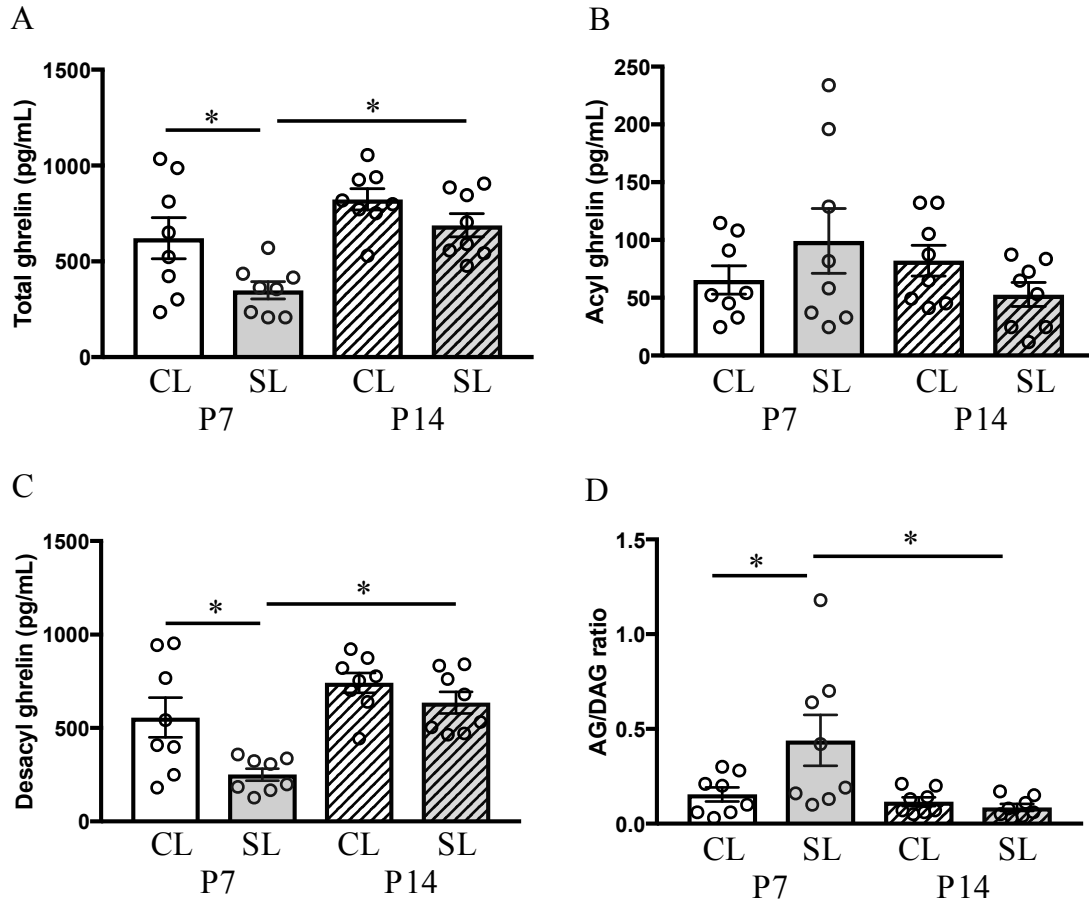 A
Total ghrelin (pg/mL)
1500
1000
500
0
*
*
CL
SL
CL
SL
P7
P14
B
Acyl ghrelin (pg/mL)
250
200
150
100
50
0
CL
SL
CL
SL
P7
P14
C
Desacyl ghrelin (pg/mL)
1500
1000
500
0
*
*
CL
SL
CL
SL
P7
P14
D
AG/DAG ratio
1.5
1.0
0.5
0.0
*
*
CL
SL
CL
SL
P7
P14